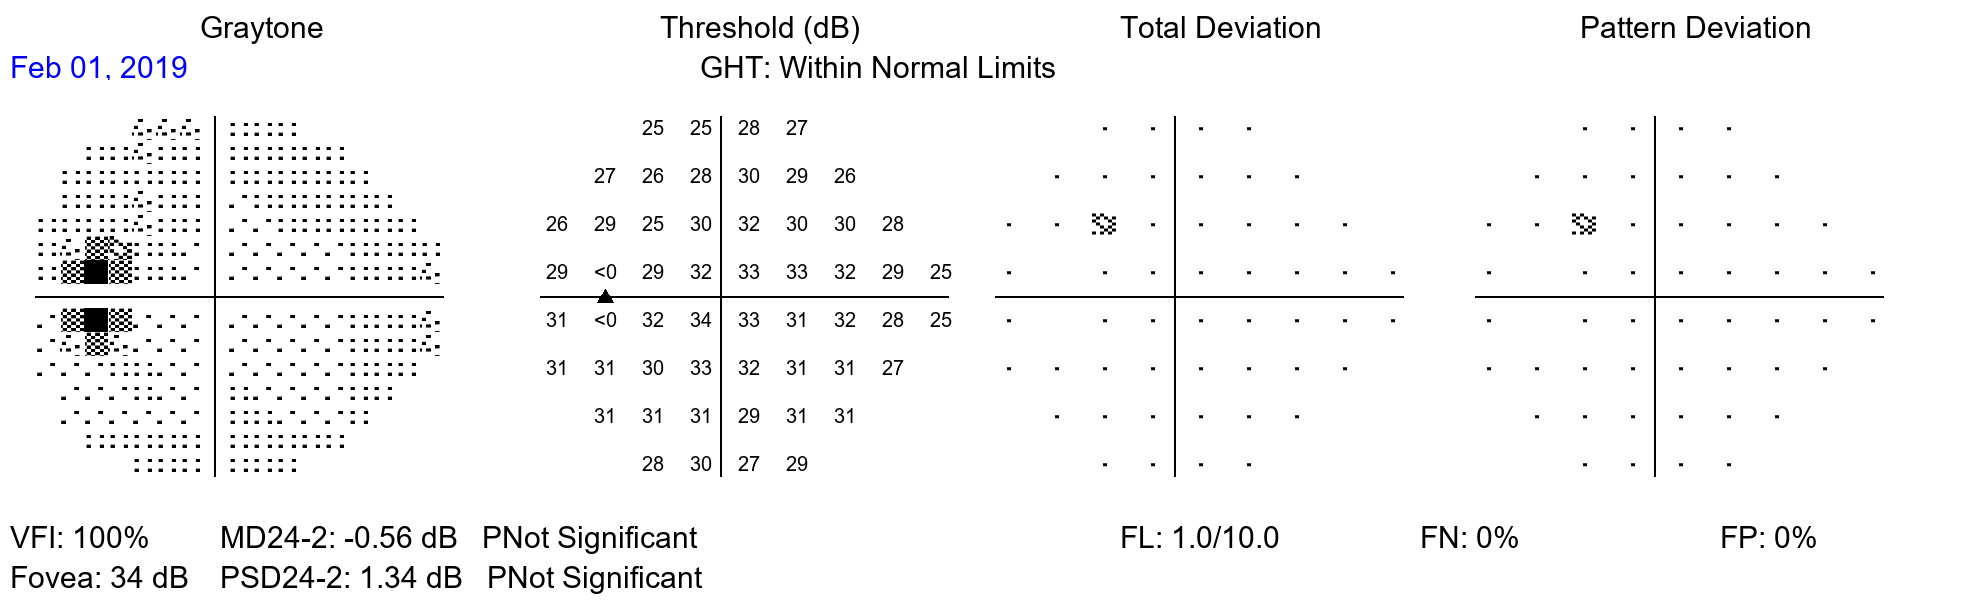 Graytone Threshold (dB) Total Deviation Pattern Deviation
Feb 01, 2019 GHT: Within Normal Limits
25 25 28 27
27 26 28 30 29 26
26 29 25 30 32 30 30 28
29 <0 29 32 33 33 32 29 25
31 <0 32 34 33 31 32 28 25
31 31 30 33 32 31 31 27
31 31 31 29 31 31
28 30 27 29
VFI: 100% MD24-2: -0.56 dB PNot Significant FL: 1.0/10.0 FN: 0% FP: 0%
Fovea: 34 dB PSD24-2: 1.34 dB PNot Significant